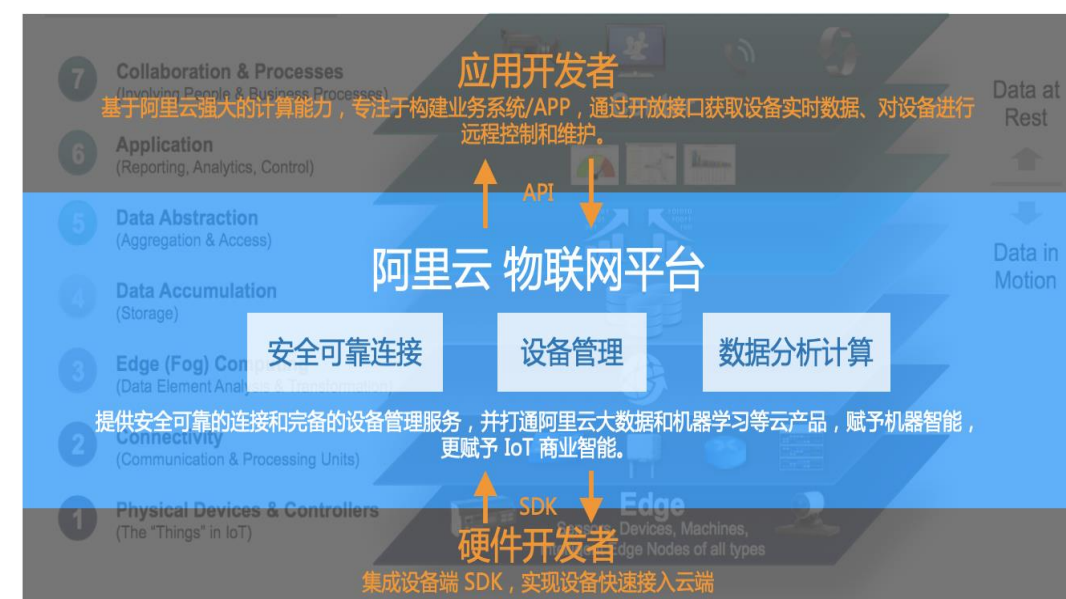 应用开发者
7
Collaboration & Processes
(Involving People & Business Processes)
基于阿里云强大的计算能力，专注于构建业务系统/APP，通过开放接口获取设备实时数据、对设备进行
远程控制和维护。
Data at
Rest
6
Application
(Reporting, Analytics, Control)
API
5
Data Abstraction
(Aggregation & Access)
阿里云 物联网平台
Data in
Motion
4
Data Accumulation
(Storage)
安全可靠连接
设备管理
数据分析计算
3
Edge (Fog) Computing
(Data Element Analysis & Transformation)
提供安全可靠的连接和完备的设备管理服务，并打通阿里云大数据和机器学习等云产品，赋予机器智能，
更赋予 IoT 商业智能。
2
Connectivity
(Communication & Processing Units)
1
Physical Devices & Controllers
(The "Things" in IoT)
SDK
Edge
Sensors, Devices, Machines,
Edge Nodes of all types
硬件开发者
集成设备端 SDK，实现设备快速接入云端